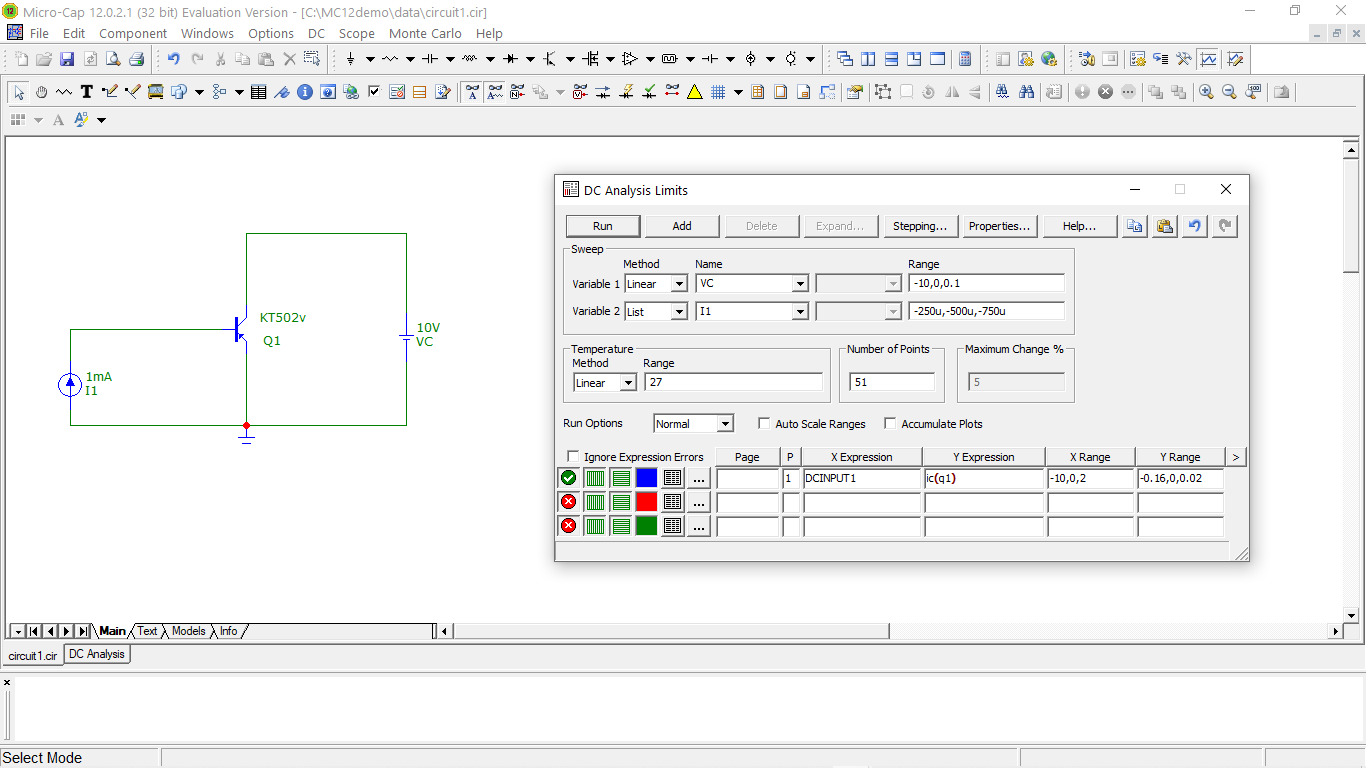 Micro-Cap 12.0.2.1 (32 bit) Evaluation Version - [C:\MC12demo\data\circuit1.cir]
File Edit Component Windows Options DC Scope Monte Carlo Help
DC Analysis Limits
Run Add Delete Expand... Stepping... Properties... Help...
Sweep
Method Name Range
Variable 1 Linear VC -10,0,0.1
Variable 2 List I1 -250u,-500u,-750u
Temperature Number of Points Maximum Change %
Method Range
Linear 27 51 5
Run Options Normal Auto Scale Ranges Accumulate Plots
Ignore Expression Errors Page P X Expression Y Expression X Range Y Range >
... 1 DCINPUT1 ic(q1) -10,0,2 -0.16,0,0.02
...
...
KT502v
Q1
10V
VC
1mA
I1
Main Text Models Info
circuit1.cir DC Analysis
Select Mode